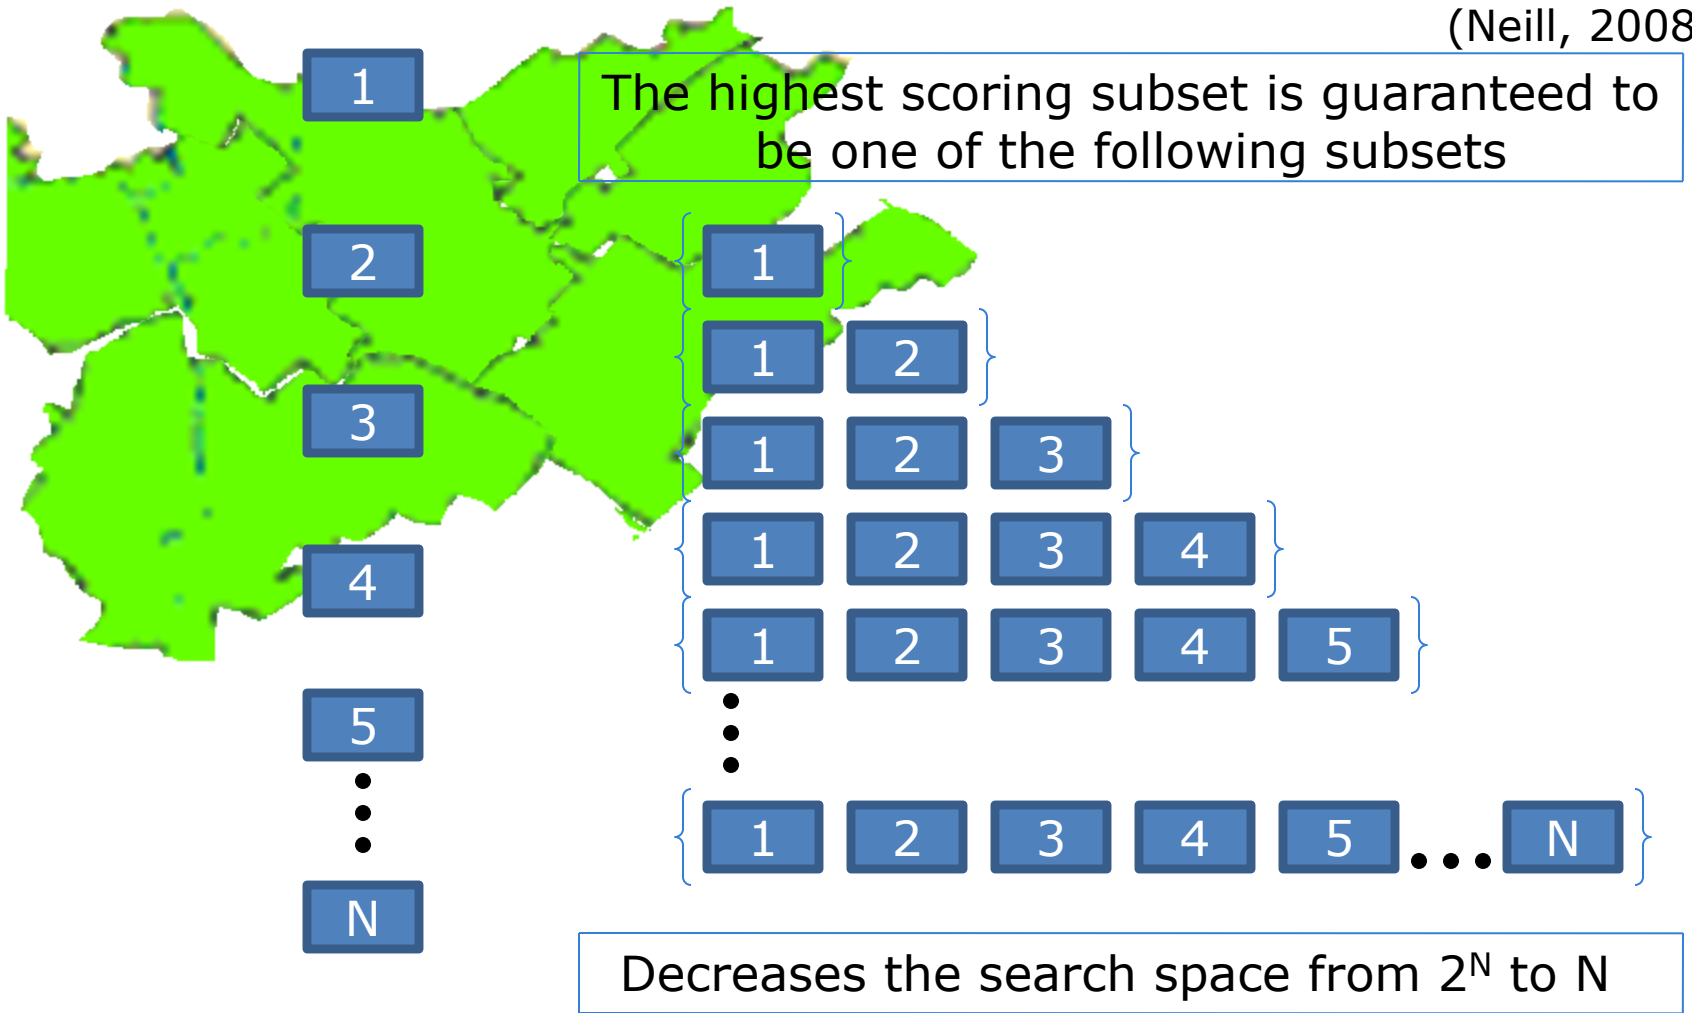 (Neill, 2008
The highest scoring subset is guaranteed to
be one of the following subsets
1
2
3
4
5
N
1
1 2
1 2 3
1 2 3 4
1 2 3 4 5
1 2 3 4 5 ... N
Decreases the search space from 2ᴺ to N